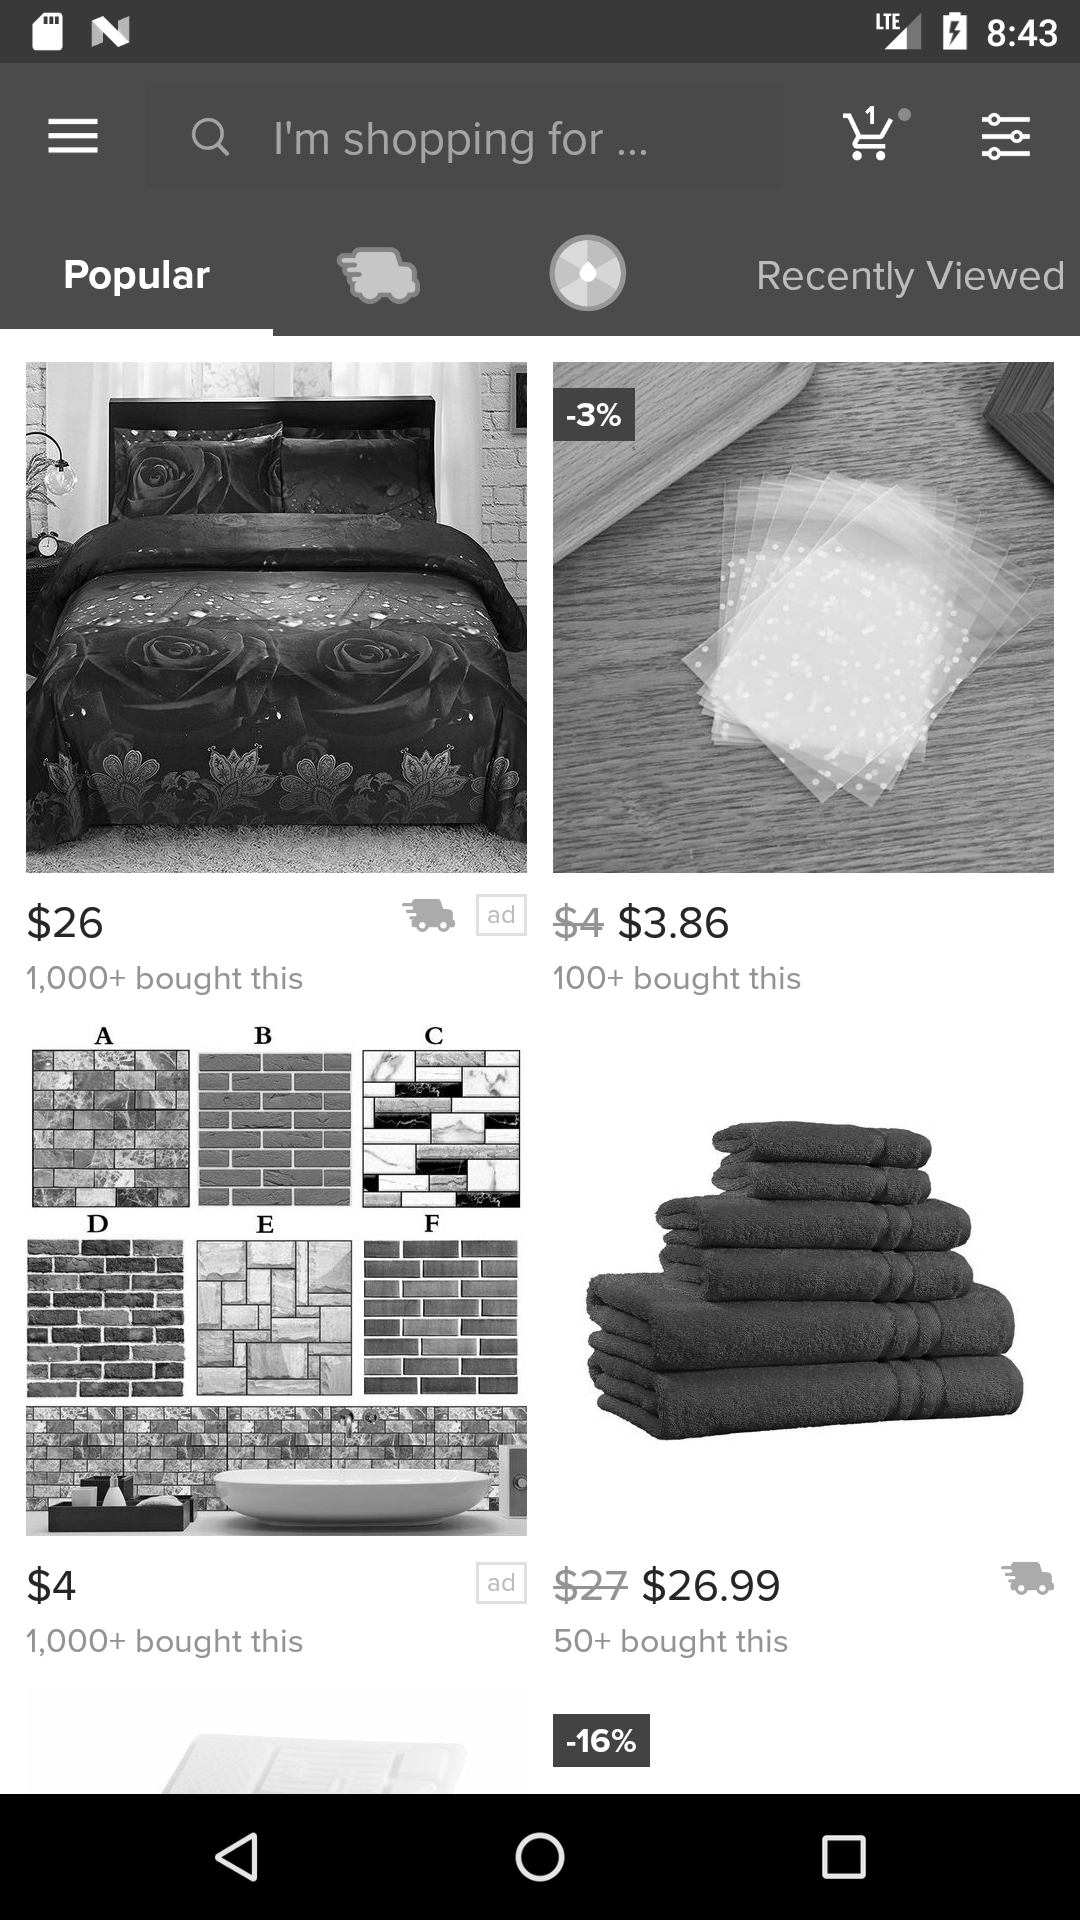 LTE 8:43
I'm shopping for ...
1
Popular
Recently Viewed
-3%
$26
ad
$4 $3.86
1,000+ bought this
100+ bought this
A B C
D E F
$4
ad
$27 $26.99
1,000+ bought this
50+ bought this
-16%